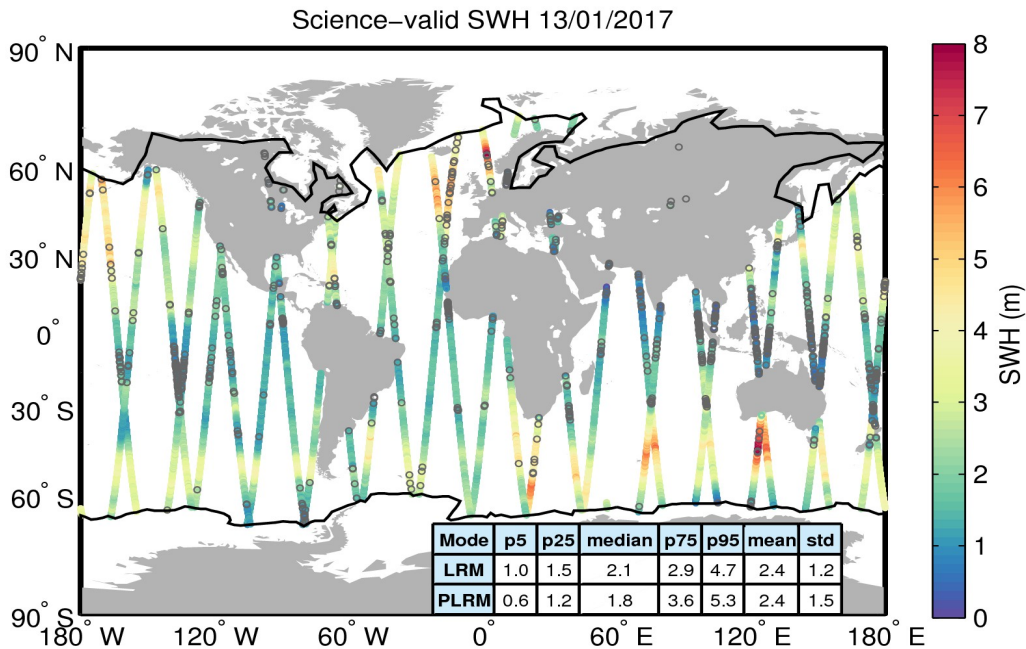 Science−valid SWH 13/01/2017
90° N
60° N
30° N
0°
30° S
60° S
90° S
180° W
120° W
60° W
0°
60° E
120° E
180° E
Mode p5 p25 median p75 p95 mean std
LRM 1.0 1.5 2.1 2.9 4.7 2.4 1.2
PLRM 0.6 1.2 1.8 3.6 5.3 2.4 1.5
8
7
6
5
4
3
2
1
0
SWH (m)